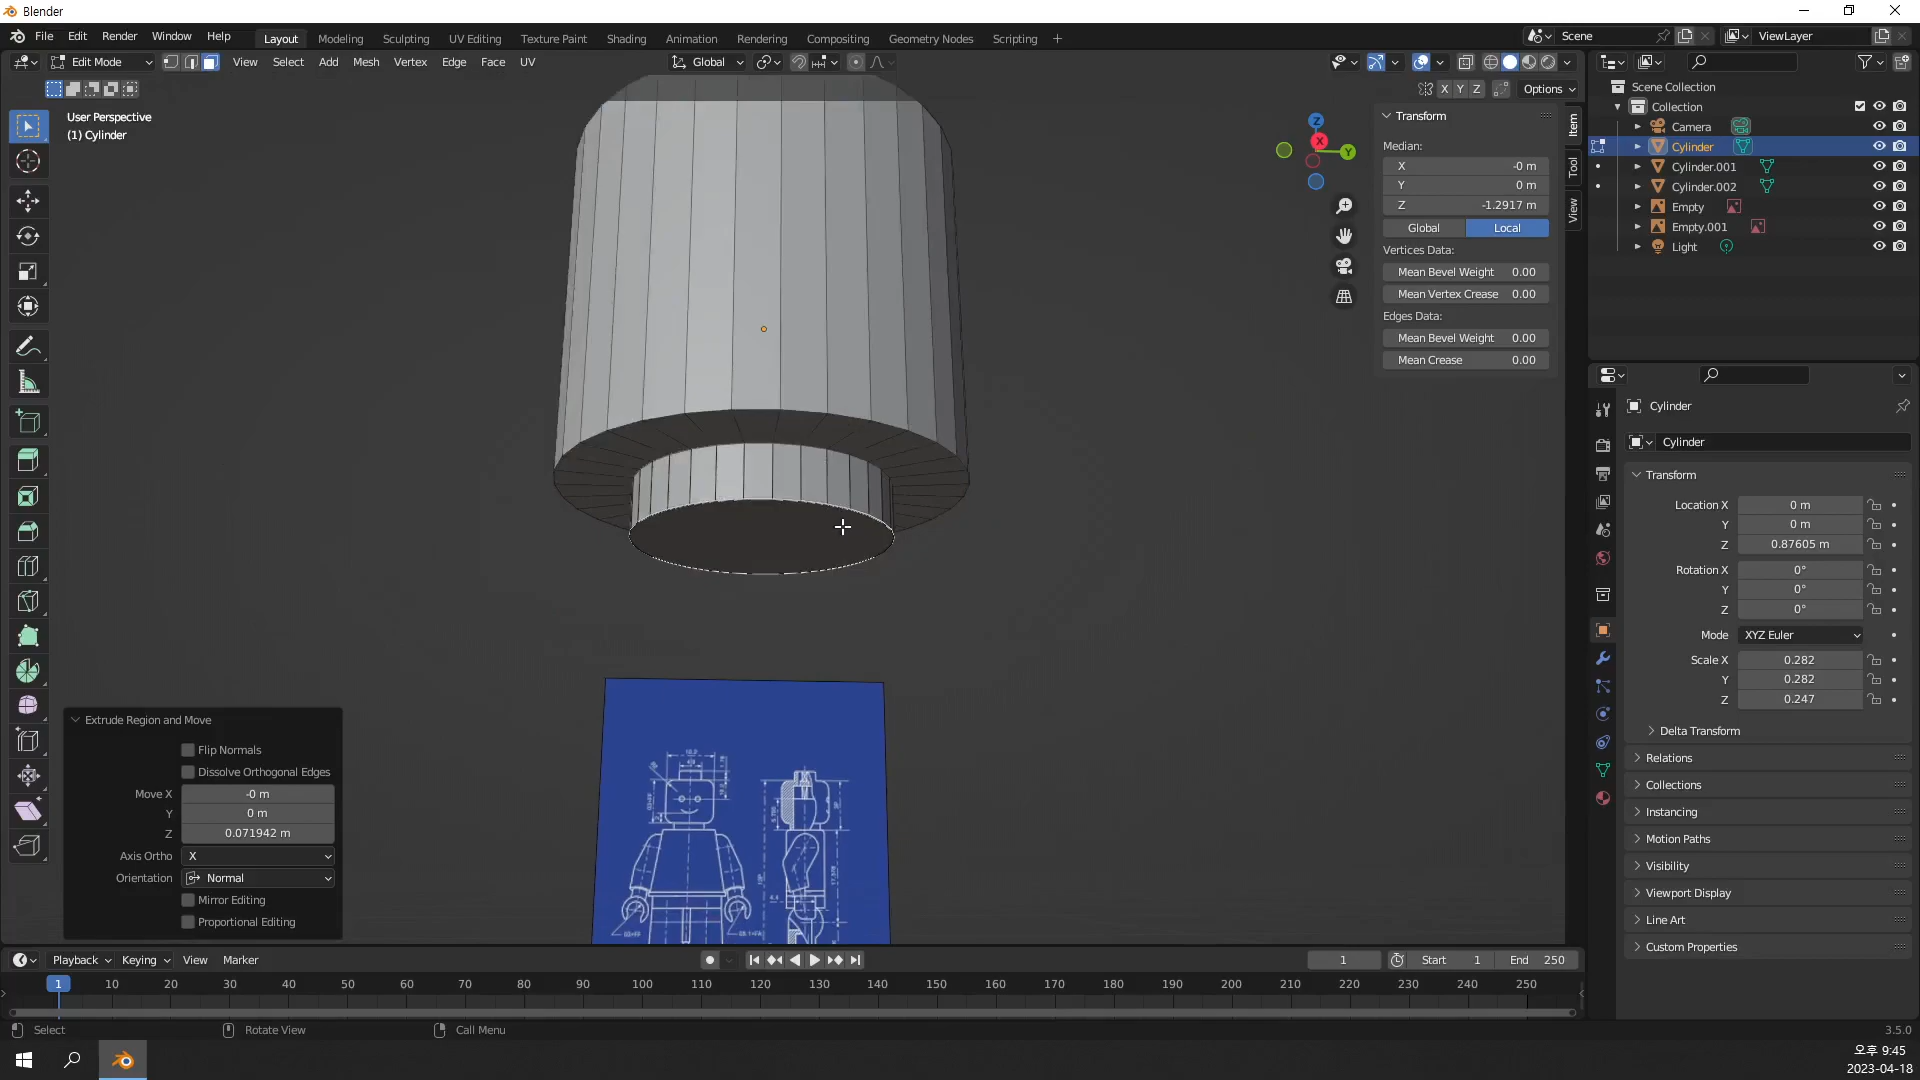 Blender
File Edit Render Window Help Layout Modeling Sculpting UV Editing Texture Paint Shading Animation Rendering Compositing Geometry Nodes Scripting + Scene ViewLayer
Edit Mode View Select Add Mesh Vertex Edge Face UV Global
X Y Z Options
User Perspective
(1) Cylinder
Z
X
Y
Transform
Median:
X -0 m
Y 0 m
Z -1.2917 m
Global Local
Vertices Data:
Mean Bevel Weight 0.00
Mean Vertex Crease 0.00
Edges Data:
Mean Bevel Weight 0.00
Mean Crease 0.00
Item
Tool
View
Scene Collection
Collection
Camera
Cylinder
Cylinder.001
Cylinder.002
Empty
Empty.001
Light
Cylinder
Cylinder
Transform
Location X 0 m
Y 0 m
Z 0.87605 m
Rotation X 0°
Y 0°
Z 0°
Mode XYZ Euler
Scale X 0.282
Y 0.282
Z 0.247
Delta Transform
Relations
Collections
Instancing
Motion Paths
Visibility
Viewport Display
Line Art
Custom Properties
Extrude Region and Move
Flip Normals
Dissolve Orthogonal Edges
Move X -0 m
Y 0 m
Z 0.071942 m
Axis Ortho X
Orientation Normal
Mirror Editing
Proportional Editing
Playback Keying View Marker 1 Start 1 End 250
1 10 20 30 40 50 60 70 80 90 100 110 120 130 140 150 160 170 180 190 200 210 220 230 240 250
Select Rotate View Call Menu 3.5.0
오후 9:45
2023-04-18